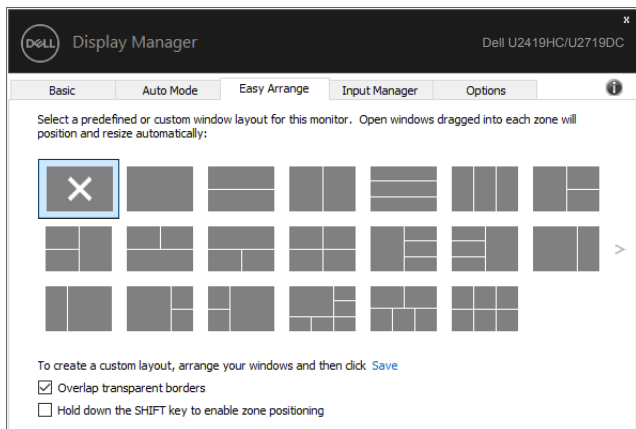 x
DELL Display Manager Dell U2419HC/U2719DC
Basic Auto Mode Easy Arrange Input Manager Options
Select a predefined or custom window layout for this monitor. Open windows dragged into each zone will
position and resize automatically:
To create a custom layout, arrange your windows and then click Save
Overlap transparent borders
Hold down the SHIFT key to enable zone positioning